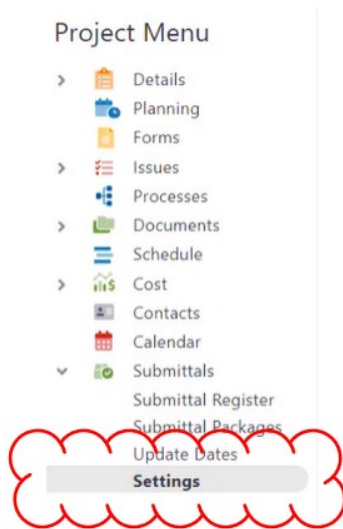 Project Menu
Details
Planning
Forms
Issues
Processes
Documents
Schedule
Cost
Contacts
Calendar
Submittals
Submittal Register
Submittal Packages
Update Dates
Settings